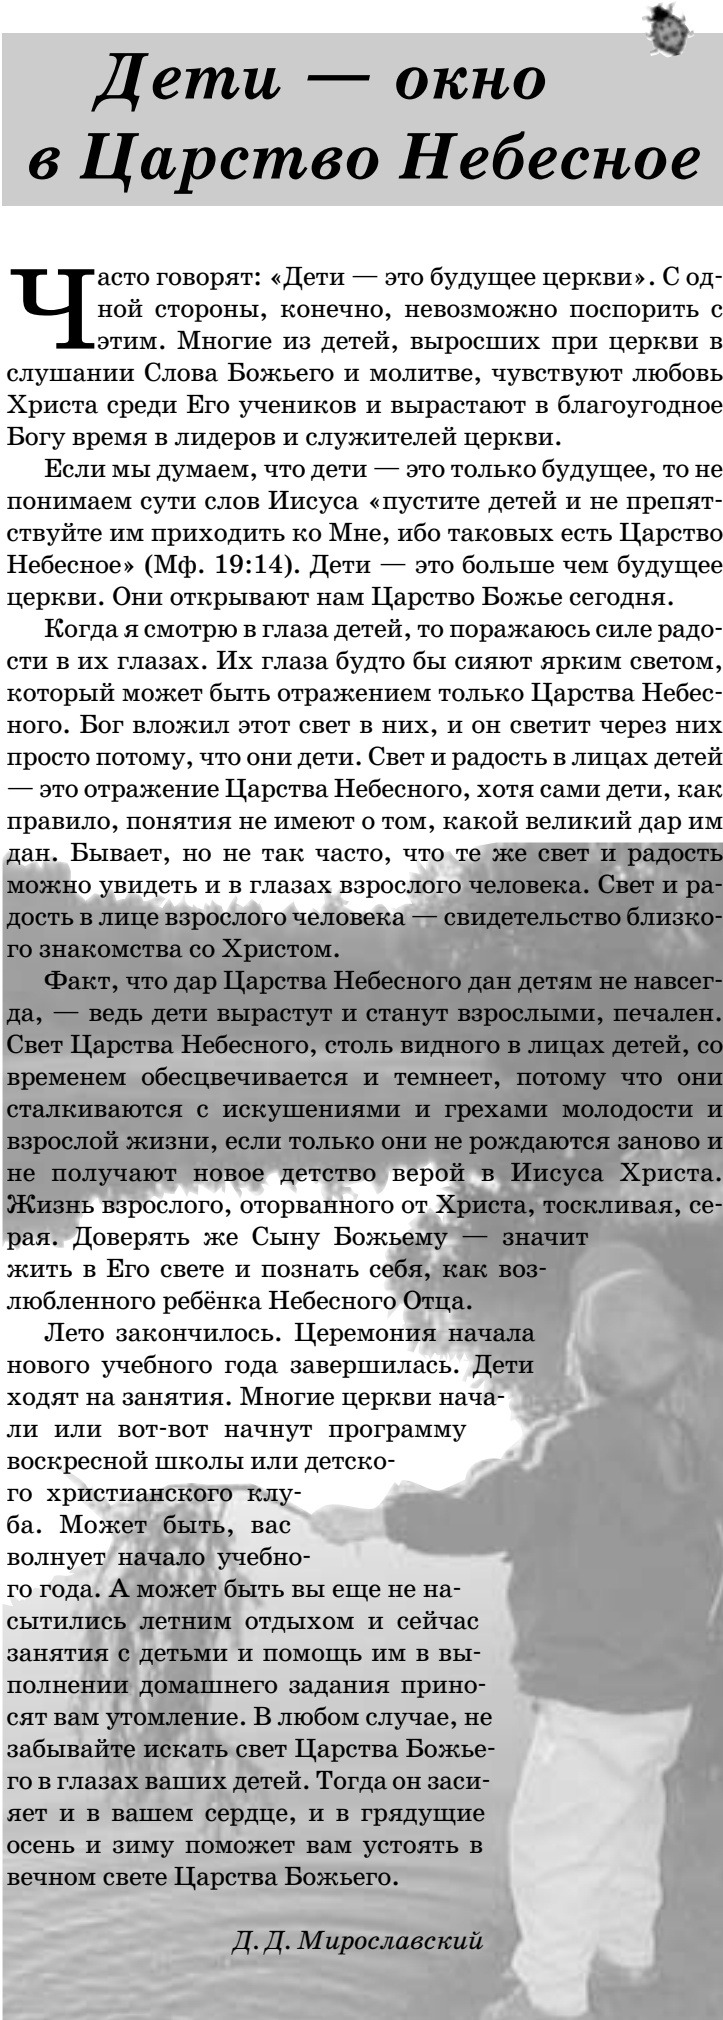 Дети — окно
в Царство Небесное
Часто говорят: «Дети — это будущее церкви». С од-
ной стороны, конечно, невозможно поспорить с
этим. Многие из детей, выросших при церкви в
слушании Слова Божьего и молитве, чувствуют любовь
Христа среди Его учеников и вырастают в благоугодное
Богу время в лидеров и служителей церкви.
Если мы думаем, что дети — это только будущее, то не
понимаем сути слов Иисуса «пустите детей и не препят-
ствуйте им приходить ко Мне, ибо таковых есть Царство
Небесное» (Мф. 19:14). Дети — это больше чем будущее
церкви. Они открывают нам Царство Божье сегодня.
Когда я смотрю в глаза детей, то поражаюсь силе радо-
сти в их глазах. Их глаза будто бы сияют ярким светом,
который может быть отражением только Царства Небес-
ного. Бог вложил этот свет в них, и он светит через них
просто потому, что они дети. Свет и радость в лицах детей
— это отражение Царства Небесного, хотя сами дети, как
правило, понятия не имеют о том, какой великий дар им
дан. Бывает, но не так часто, что те же свет и радость
можно увидеть и в глазах взрослого человека. Свет и ра-
дость в лице взрослого человека — свидетельство близко-
го знакомства со Христом.
Факт, что дар Царства Небесного дан детям не навсег-
да, — ведь дети вырастут и станут взрослыми, печален.
Свет Царства Небесного, столь видного в лицах детей, со
временем обесцвечивается и темнеет, потому что они
сталкиваются с искушениями и грехами молодости и
взрослой жизни, если только они не рождаются заново и
не получают новое детство верой в Иисуса Христа.
Жизнь взрослого, оторванного от Христа, тоскливая, се-
рая. Доверять же Сыну Божьему — значит
жить в Его свете и познать себя, как воз-
любленного ребёнка Небесного Отца.
Лето закончилось. Церемония начала
нового учебного года завершилась. Дети
ходят на занятия. Многие церкви нача-
ли или вот-вот начнут программу
воскресной школы или детско-
го христианского клу-
ба. Может быть, вас
волнует начало учебно-
го года. А может быть вы еще не на-
сытились летним отдыхом и сейчас
занятия с детьми и помощь им в вы-
полнении домашнего задания прино-
сят вам утомление. В любом случае, не
забывайте искать свет Царства Божье-
го в глазах ваших детей. Тогда он заси-
яет и в вашем сердце, и в грядущие
осень и зиму поможет вам устоять в
вечном свете Царства Божьего.
Д. Д. Мирославский